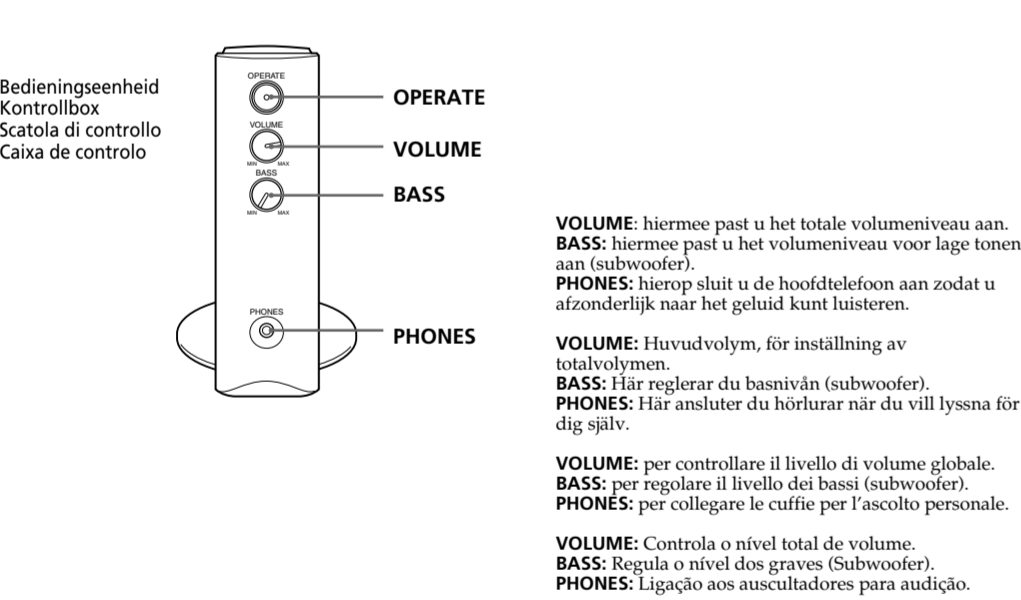 Bedieningseenheid
Kontrollbox
Scatola di controllo
Caixa de controlo
OPERATE
OPERATE
VOLUME
VOLUME
MIN MAX
BASS
BASS
MIN MAX
PHONES
PHONES
VOLUME: hiermee past u het totale volumeniveau aan.
BASS: hiermee past u het volumeniveau voor lage tonen
aan (subwoofer).
PHONES: hierop sluit u de hoofdtelefoon aan zodat u
afzonderlijk naar het geluid kunt luisteren.
VOLUME: Huvudvolym, för inställning av
totalvolymen.
BASS: Här reglerar du basnivån (subwoofer).
PHONES: Här ansluter du hörlurar när du vill lyssna för
dig själv.
VOLUME: per controllare il livello di volume globale.
BASS: per regolare il livello dei bassi (subwoofer).
PHONES: per collegare le cuffie per l'ascolto personale.
VOLUME: Controla o nível total de volume.
BASS: Regula o nível dos graves (Subwoofer).
PHONES: Ligação aos auscultadores para audição.